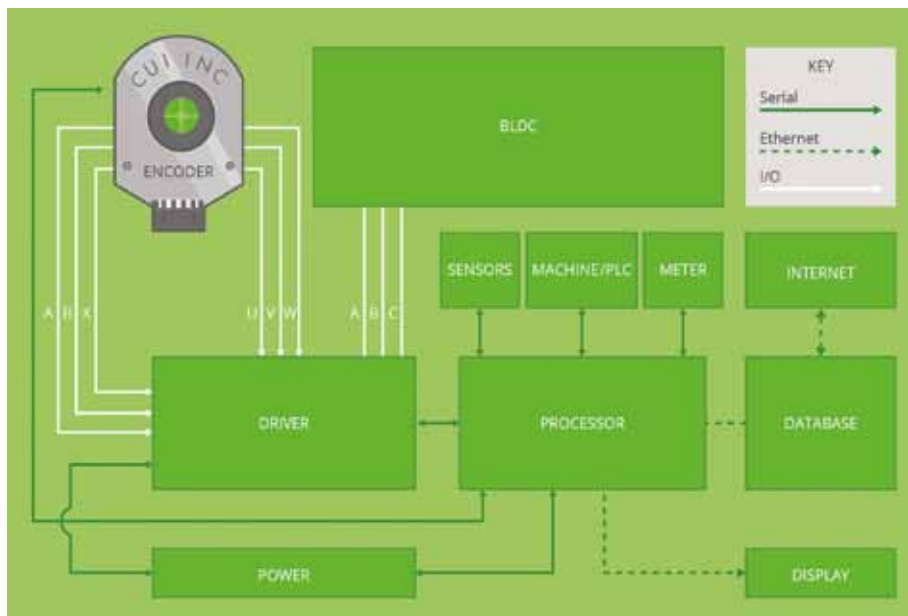 CUI INC
ENCODER
BLDC
KEY
Serial
Ethernet
I/O
SENSORS
MACHINE/PLC
METER
INTERNET
A B X
U V W
A B C
DRIVER
PROCESSOR
DATABASE
POWER
DISPLAY